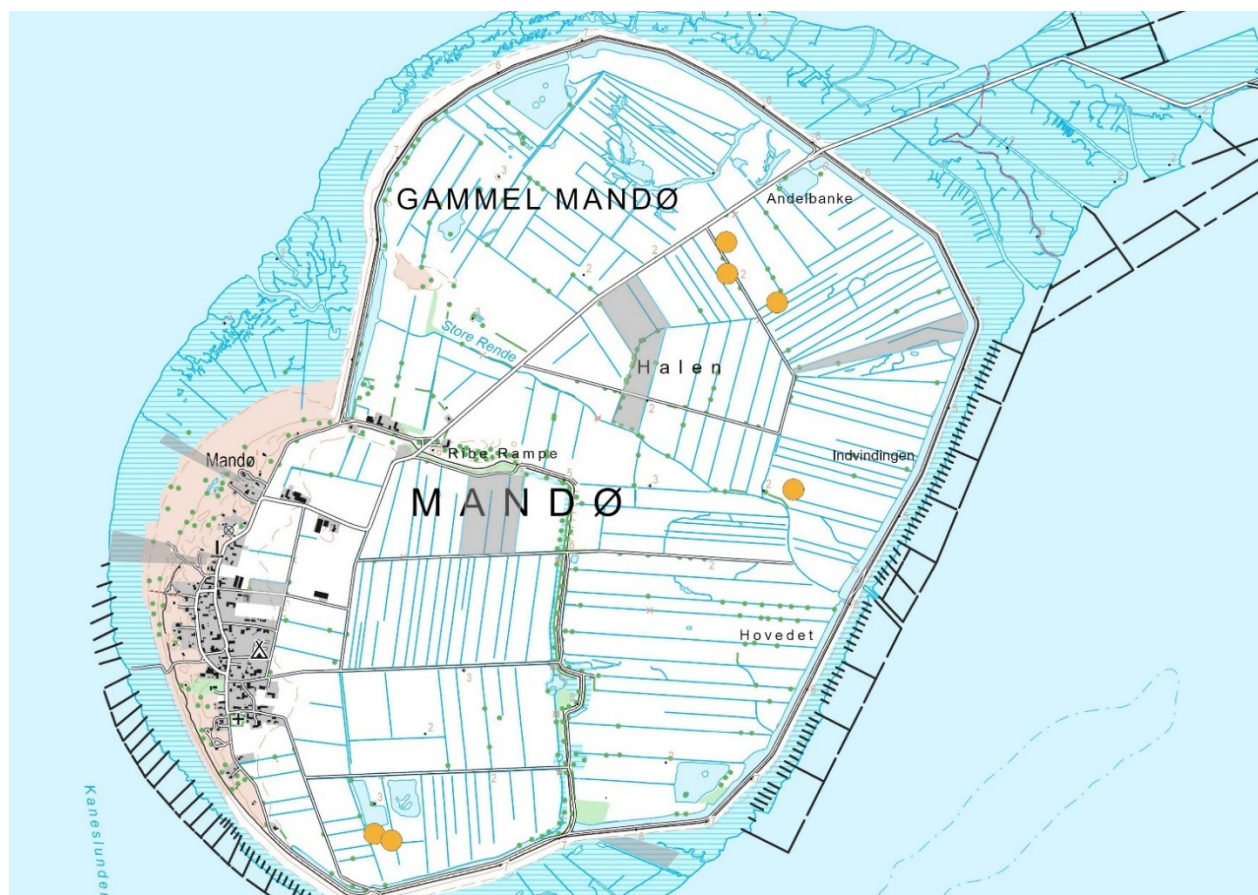 GAMMEL MANDØ
Andelbanke
Store Rende
Halen
Mandø
Ribe Rampe
Indvindingen
MANDØ
Hovedet
Kaneslunden